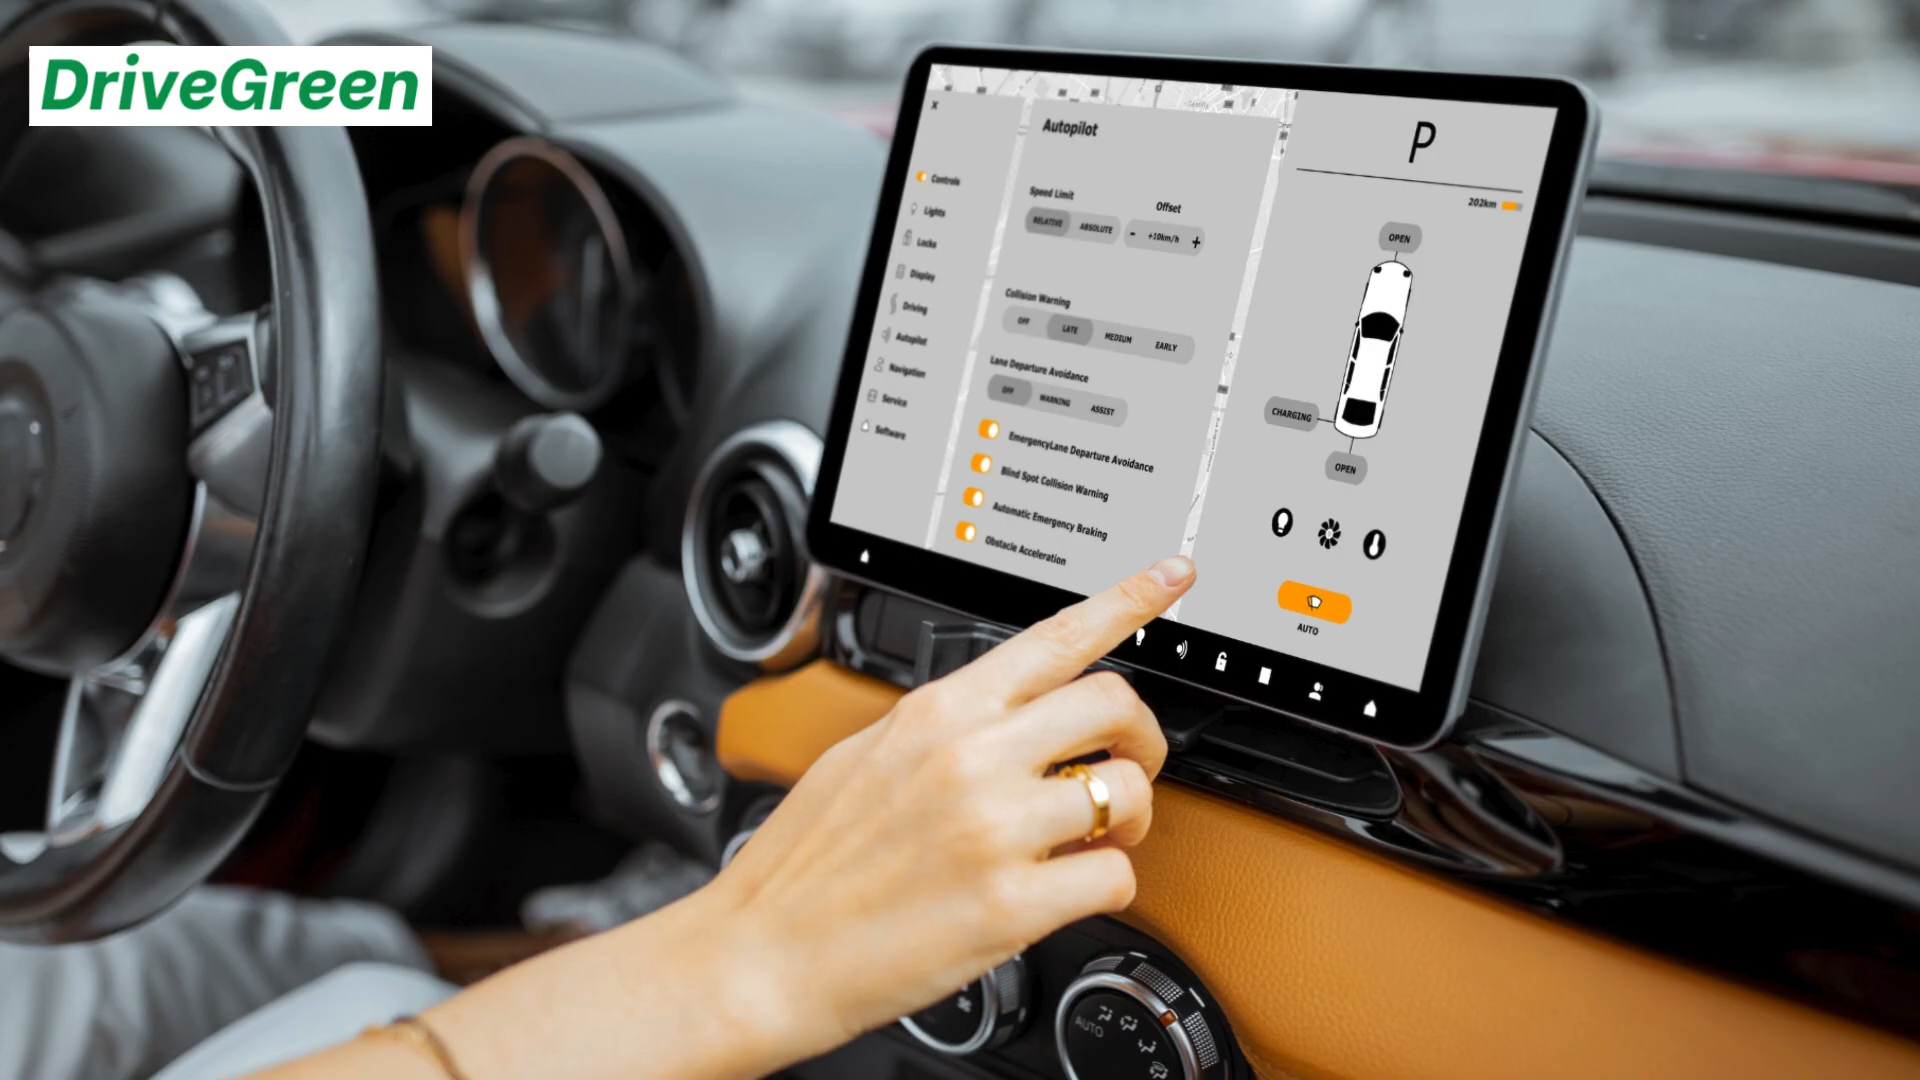 DriveGreen
x
Controls
Lights
Locks
Display
Driving
Autopilot
Navigation
Service
Software
Autopilot
Speed Limit
Offset
RELATIVE ABSOLUTE - +10km/h +
Collision Warning
OFF LATE MEDIUM EARLY
Lane Departure Avoidance
OFF WARNING ASSIST
EmergencyLane Departure Avoidance
Blind Spot Collision Warning
Automatic Emergency Braking
Obstacle Acceleration
P
202km
OPEN
CHARGING
OPEN
AUTO
AUTO